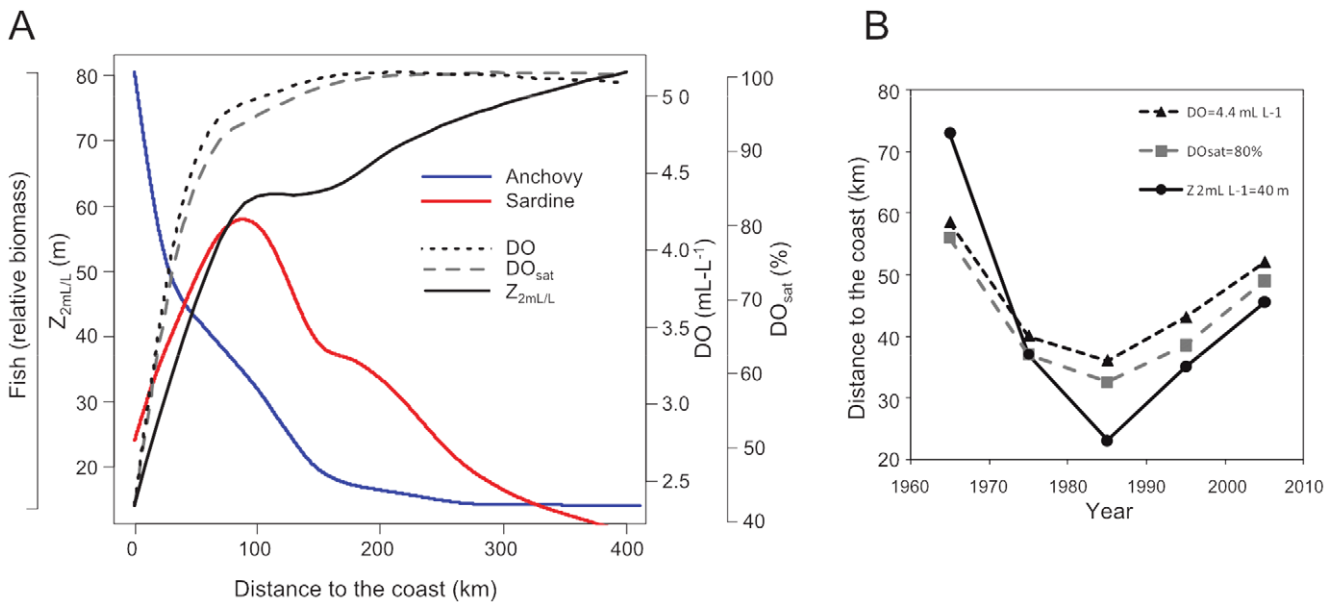 A
Fish (relative biomass)
Z2mL/L (m)
80
70
60
50
40
30
20
Anchovy
Sardine
DO
DOsat
Z2mL/L
5 0
4.5
4.0
3.5
3.0
2.5
DO (mL-L-1)
100
90
80
70
60
50
40
DOsat (%)
0 100 200 300 400
Distance to the coast (km)
B
Distance to the coast (km)
80
70
60
50
40
30
20
DO=4.4 mL L-1
DOsat=80%
Z 2mL L-1=40 m
1960 1970 1980 1990 2000 2010
Year